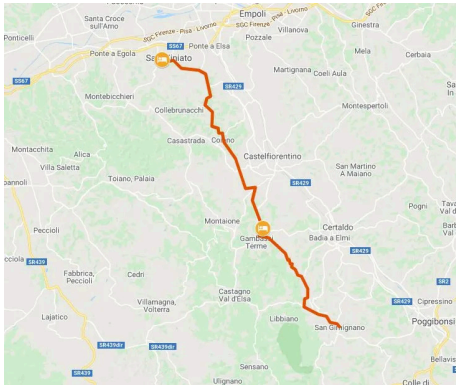 Empoli
SGC Firenze - Pisa - Livorno
Santa Croce
sull'Arno
Villanova
Ginestra
SGC Firenze - Pisa - Livorno
Ponticelli
Pozzale
SS67
Ponte a Elsa
Mela
Ponte a Egola
Cerbaia
Martignana
Coeli Aula
SS67
SR429
Montebicchieri
Montespertoli
Collebrunacchi
Casastrada
Montacchita
Alica
Castelfiorentino
Villa Saletta
San Martino
A Maiano
Toiano, Palaia
SR429
Pogni
Montaione
Certaldo
Peccioli
Gambassi
Terme
Badia a Elmi
SR429
SR439
Fabbrica,
Peccioli
Cedri
SR2
Castagno
Val d'Elsa
SR429
Cipressino
Villamagna,
Volterra
Lajatico
Libbiano
San Gimignano
Poggibonsi
SR439dir
SR439dir
Sensano
SR439
Ulignano
Colle di